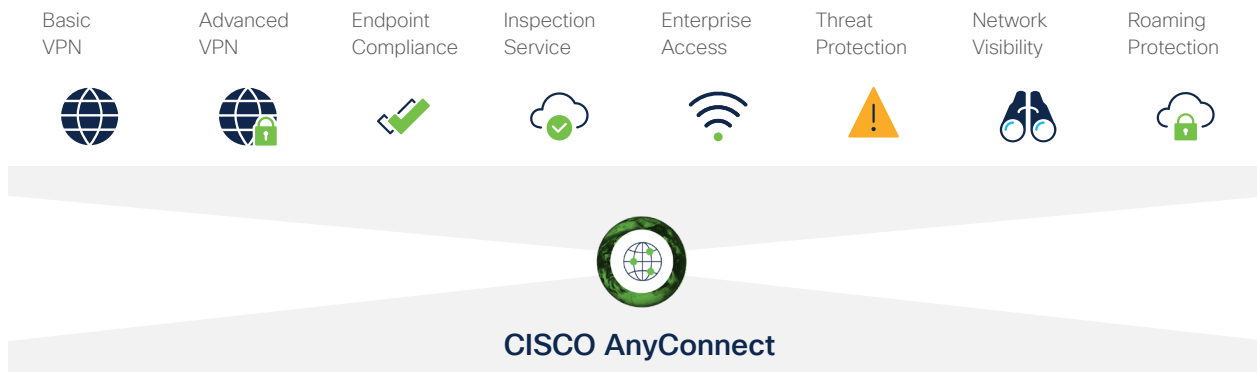 Basic
VPN
Advanced
VPN
Endpoint
Compliance
Inspection
Service
Enterprise
Access
Threat
Protection
Network
Visibility
Roaming
Protection
CISCO AnyConnect